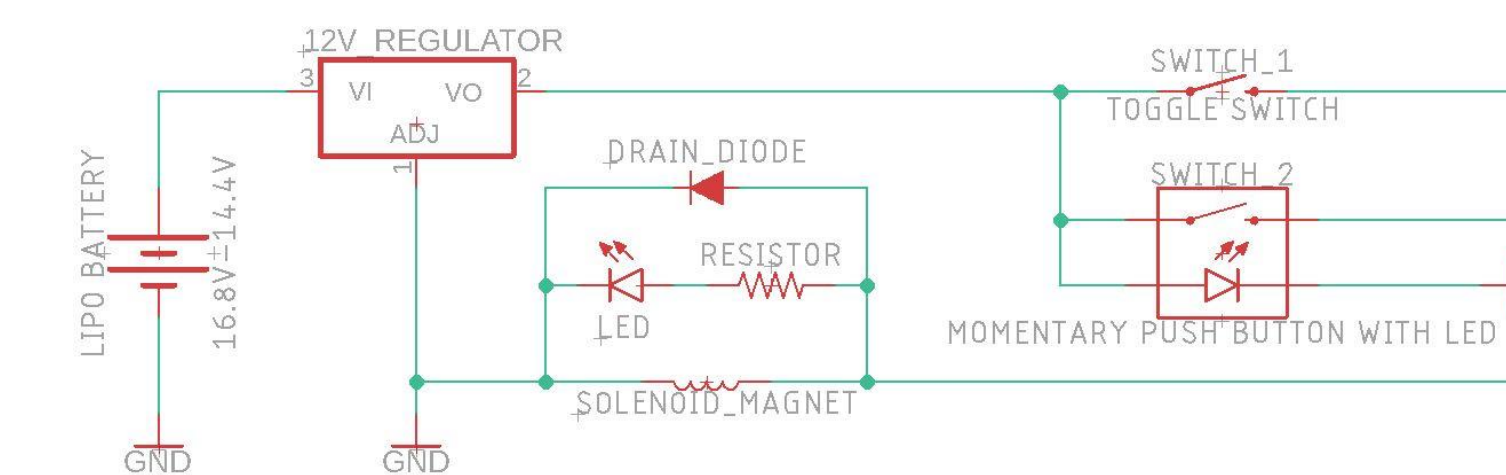 12V_REGULATOR
3
VI
VO
2
ADJ
1
LIPO BATTERY
16.8V-14.4V
GND
GND
DRAIN_DIODE
RESISTOR
LED
SOLENOID_MAGNET
SWITCH_1
TOGGLE SWITCH
SWITCH_2
MOMENTARY PUSH BUTTON WITH LED